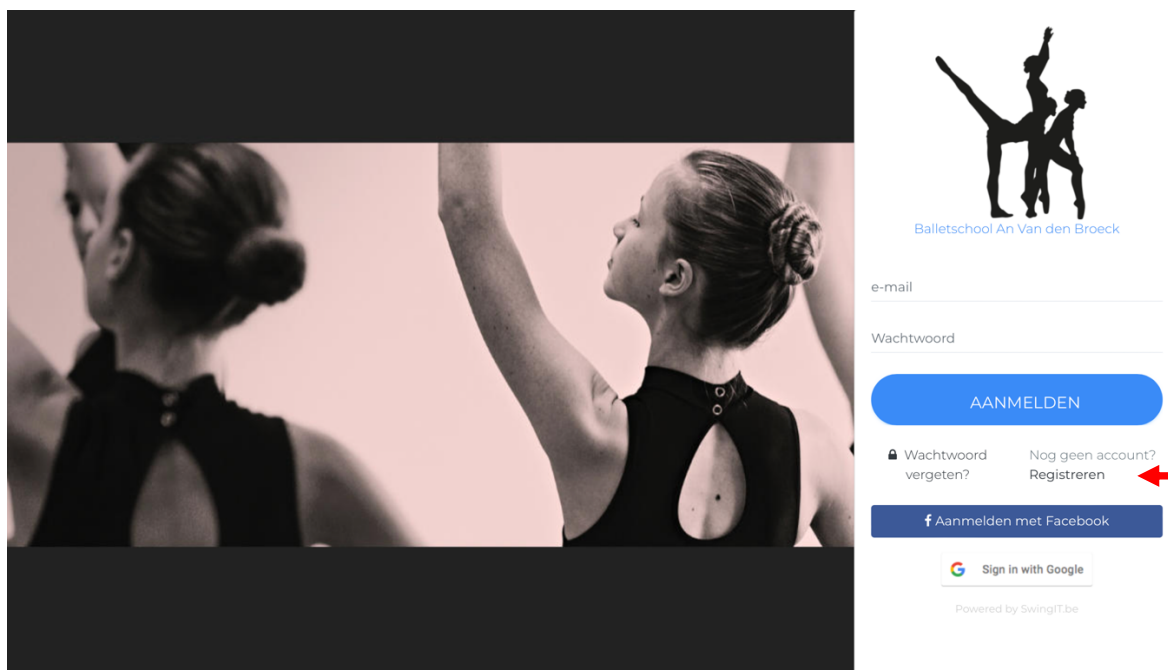 Balletschool An Van den Broeck
e-mail
Wachtwoord
AANMELDEN
Wachtwoord
vergeten?
Nog geen account?
Registreren
Aanmelden met Facebook
Sign in with Google
Powered by SwingIT.be